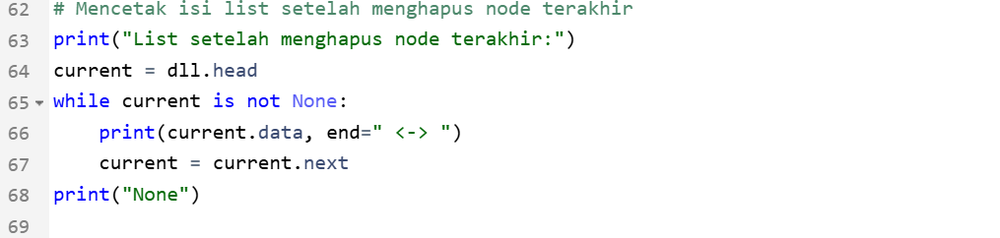 62 # Mencetak isi list setelah menghapus node terakhir
63 print("List setelah menghapus node terakhir:")
64 current = dll.head
65 while current is not None:
66     print(current.data, end=" <-> ")
67     current = current.next
68 print("None")
69